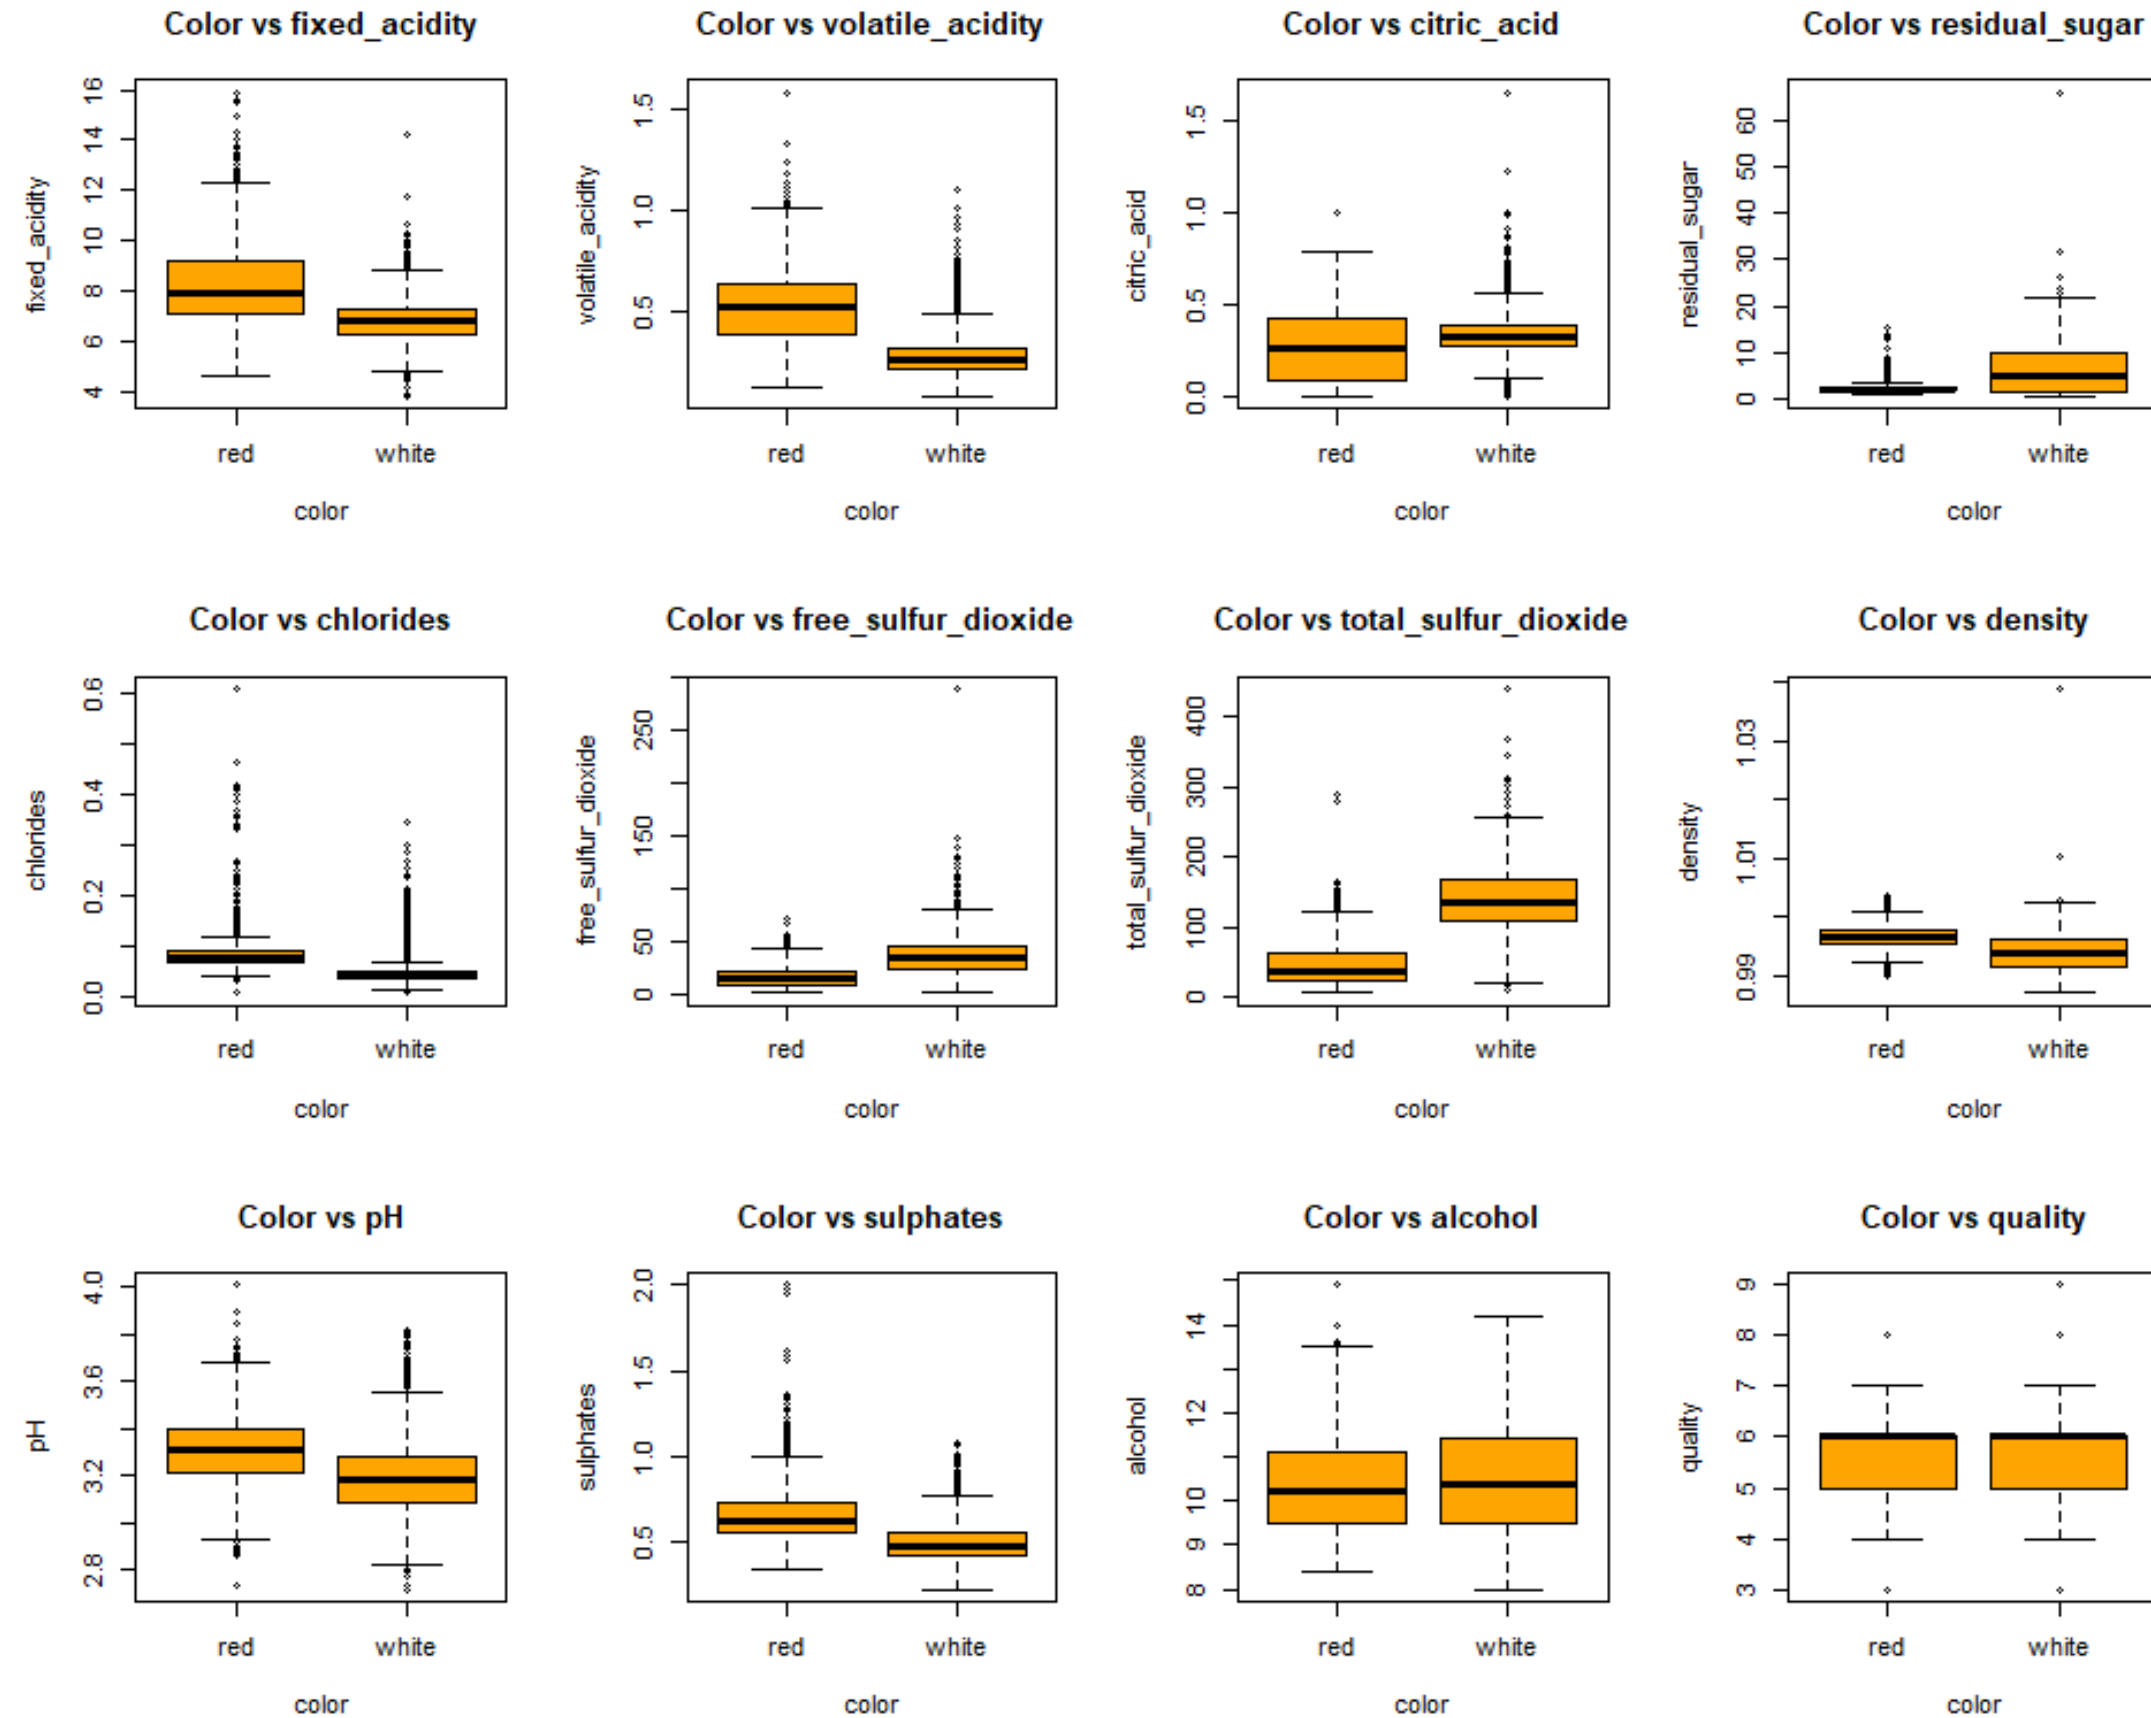 Color vs fixed_acidity
Color vs volatile_acidity
Color vs citric_acid
Color vs residual_sugar
fixed_acidity
4 6 8 10 12 14 16
red white
color
volatile_acidity
0.5 1.0 1.5
red white
color
citric_acid
0.0 0.5 1.0 1.5
red white
color
residual_sugar
0 10 20 30 40 50 60
red white
color
Color vs chlorides
Color vs free_sulfur_dioxide
Color vs total_sulfur_dioxide
Color vs density
chlorides
0.0 0.2 0.4 0.6
red white
color
free_sulfur_dioxide
0 50 150 250
red white
color
total_sulfur_dioxide
0 100 200 300 400
red white
color
density
0.99 1.01 1.03
red white
color
Color vs pH
Color vs sulphates
Color vs alcohol
Color vs quality
pH
2.8 3.2 3.6 4.0
red white
color
sulphates
0.5 1.0 1.5 2.0
red white
color
alcohol
8 9 10 12 14
red white
color
quality
3 4 5 6 7 8 9
red white
color